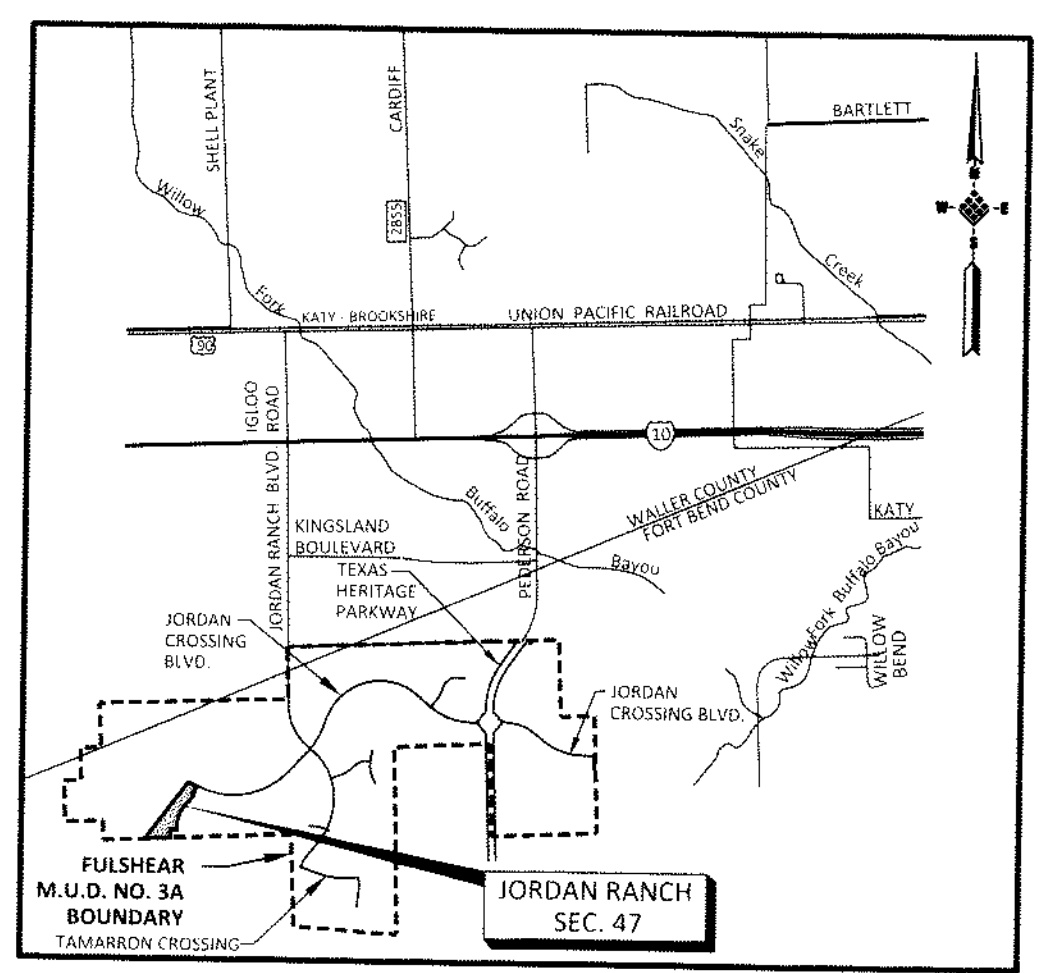 SHELL PLANT
CARDIFF
BARTLETT
Snake
Creek
Willow
Fork
2855
N
W
E
S
KATY - BROOKSHIRE
UNION PACIFIC RAILROAD
90
IGLOO
ROAD
JORDAN RANCH BLVD.
10
PEDERSON ROAD
WALLER COUNTY
FORT BEND COUNTY
Buffalo
Bayou
KINGSLAND
BOULEVARD
KATY
TEXAS
HERITAGE
PARKWAY
Willow Fork Buffalo Bayou
WILLOW
BEND
JORDAN
CROSSING
BLVD.
JORDAN
CROSSING BLVD.
FULSHEAR
M.U.D. NO. 3A
BOUNDARY
TAMARRON CROSSING
JORDAN RANCH
SEC. 47